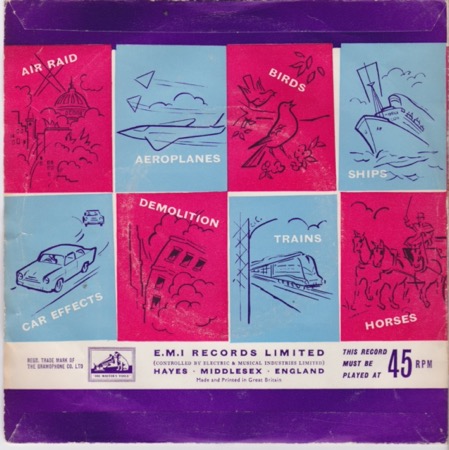 AIR RAID
AEROPLANES
BIRDS
SHIPS
CAR EFFECTS
DEMOLITION
TRAINS
HORSES
REGD. TRADE MARK OF
THE GRAMOPHONE CO. LTD
"HIS MASTER'S VOICE"
E.M.I RECORDS LIMITED
(CONTROLLED BY ELECTRIC & MUSICAL INDUSTRIES LIMITED)
HAYES · MIDDLESEX · ENGLAND
Made and Printed in Great Britain
THIS RECORD
MUST BE
PLAYED AT
45 RPM